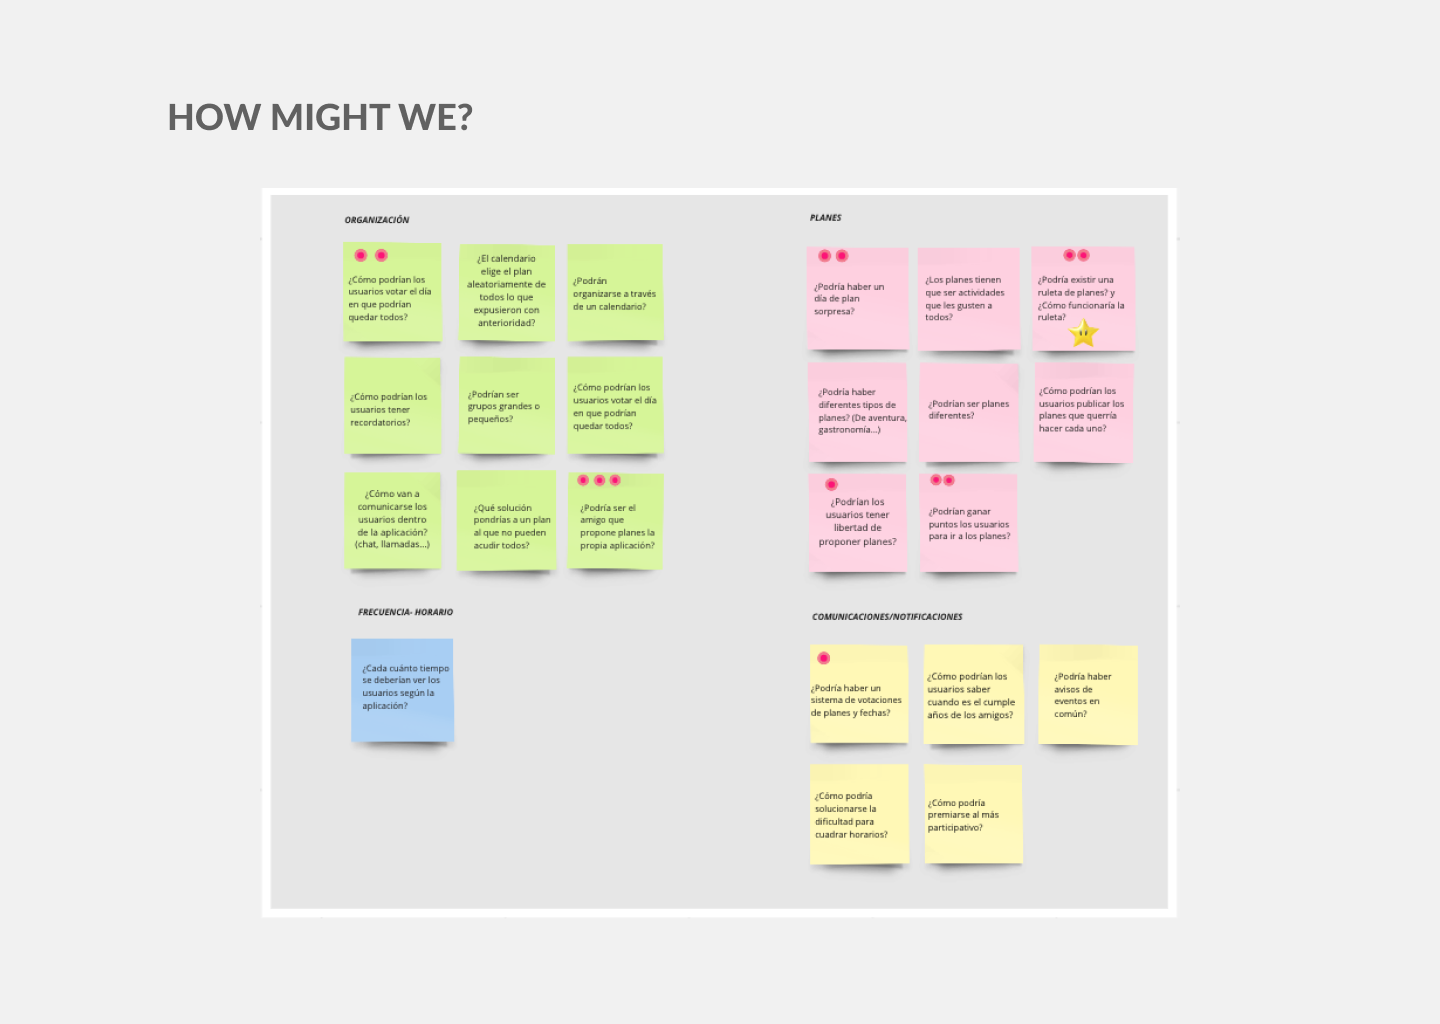 HOW MIGHT WE?
ORGANIZACIÓN
¿Cómo podrían los
usuarios votar el día
en que podrían
quedar todos?
¿El calendario
elige el plan
aleatoriamente de
todos lo que
expusieron con
anterioridad?
¿Podrán
organizarse a través
de un calendario?
¿Cómo podrían los
usuarios tener
recordatorios?
¿Podrían ser
grupos grandes o
pequeños?
¿Cómo podrían los
usuarios votar el día
en que podrían
quedar todos?
¿Cómo van a
comunicarse los
usuarios dentro
de la aplicación?
(chat, llamadas...)
¿Qué solución
pondrías a un plan
al que no pueden
acudir todos?
¿Podría ser el
amigo que
propone planes la
propia aplicación?
PLANES
¿Podría haber un
día de plan
sorpresa?
¿Los planes tienen
que ser actividades
que les gusten a
todos?
¿Podría existir una
ruleta de planes? y
¿Cómo funcionaría la
ruleta?
¿Podría haber
diferentes tipos de
planes? (De aventura,
gastronomía...)
¿Podrían ser planes
diferentes?
¿Cómo podrían los
usuarios publicar los
planes que querría
hacer cada uno?
¿Podrían los
usuarios tener
libertad de
proponer planes?
¿Podrían ganar
puntos los usuarios
para ir a los planes?
FRECUENCIA- HORARIO
¿Cada cuánto tiempo
se deberían ver los
usuarios según la
aplicación?
COMUNICACIONES/NOTIFICACIONES
¿Podría haber un
sistema de votaciones
de planes y fechas?
¿Cómo podrían los
usuarios saber
cuando es el cumple
años de los amigos?
¿Podría haber
avisos de
eventos en
común?
¿Cómo podría
solucionarse la
dificultad para
cuadrar horarios?
¿Cómo podría
premiarse al más
participativo?